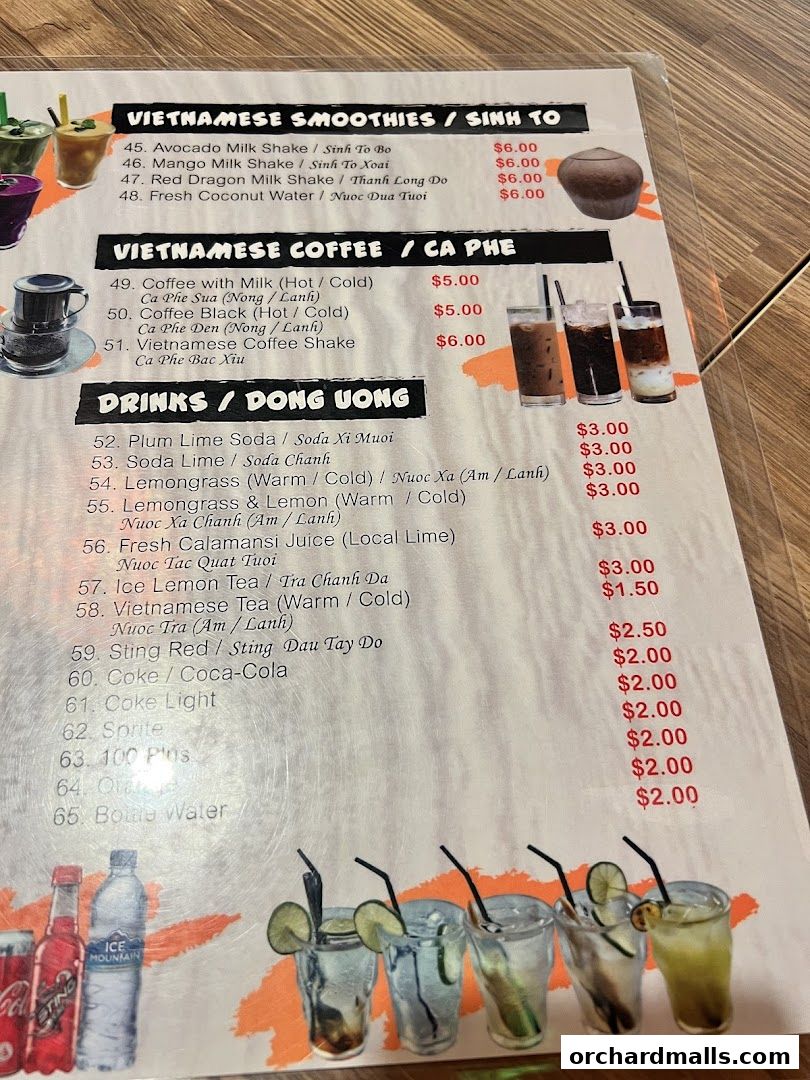 VIETNAMESE SMOOTHIES / SINH TO
45. Avocado Milk Shake / Sinh To Bo $6.00
46. Mango Milk Shake / Sinh To Xoai $6.00
47. Red Dragon Milk Shake / Thanh Long Do $6.00
48. Fresh Coconut Water / Nuoc Dua Tuoi $6.00
VIETNAMESE COFFEE / CA PHE
49. Coffee with Milk (Hot / Cold) $5.00
Ca Phe Sua (Nong / Lanh)
50. Coffee Black (Hot / Cold) $5.00
Ca Phe Den (Nong / Lanh)
51. Vietnamese Coffee Shake $6.00
Ca Phe Bac Xiu
DRINKS / DONG UONG
52. Plum Lime Soda / Soda Xi Muoi $3.00
53. Soda Lime / Soda Chanh $3.00
54. Lemongrass (Warm / Cold) / Nuoc Xa (Am / Lanh) $3.00
55. Lemongrass & Lemon (Warm / Cold) $3.00
Nuoc Xa Chanh (Am / Lanh)
56. Fresh Calamansi Juice (Local Lime) $3.00
Nuoc Tac Quat Tuoi
57. Ice Lemon Tea / Tra Chanh Da $3.00
58. Vietnamese Tea (Warm / Cold) $1.50
Nuoc Tra (Am / Lanh)
59. Sting Red / Sting Dau Tay Do $2.50
60. Coke / Coca-Cola $2.00
61. Coke Light $2.00
62. Sprite $2.00
63. 100 Plus $2.00
64. $2.00
65. Bottle Water $2.00
ICE
MOUNTAIN
STING
orchardmalls.com